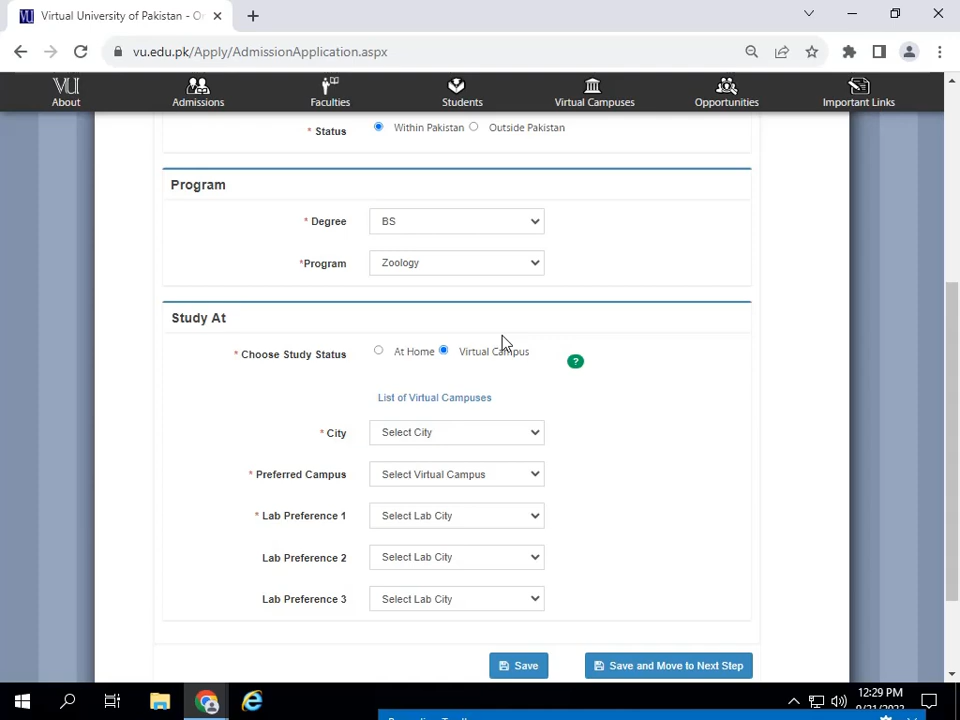 Virtual University of Pakistan - O
vu.edu.pk/Apply/AdmissionApplication.aspx
VU
About
Admissions
Faculties
Students
Virtual Campuses
Opportunities
Important Links
* Status
Within Pakistan
Outside Pakistan
Program
* Degree
BS
*Program
Zoology
Study At
* Choose Study Status
At Home
Virtual Campus
?
List of Virtual Campuses
* City
Select City
* Preferred Campus
Select Virtual Campus
* Lab Preference 1
Select Lab City
Lab Preference 2
Select Lab City
Lab Preference 3
Select Lab City
Save
Save and Move to Next Step
12:29 PM